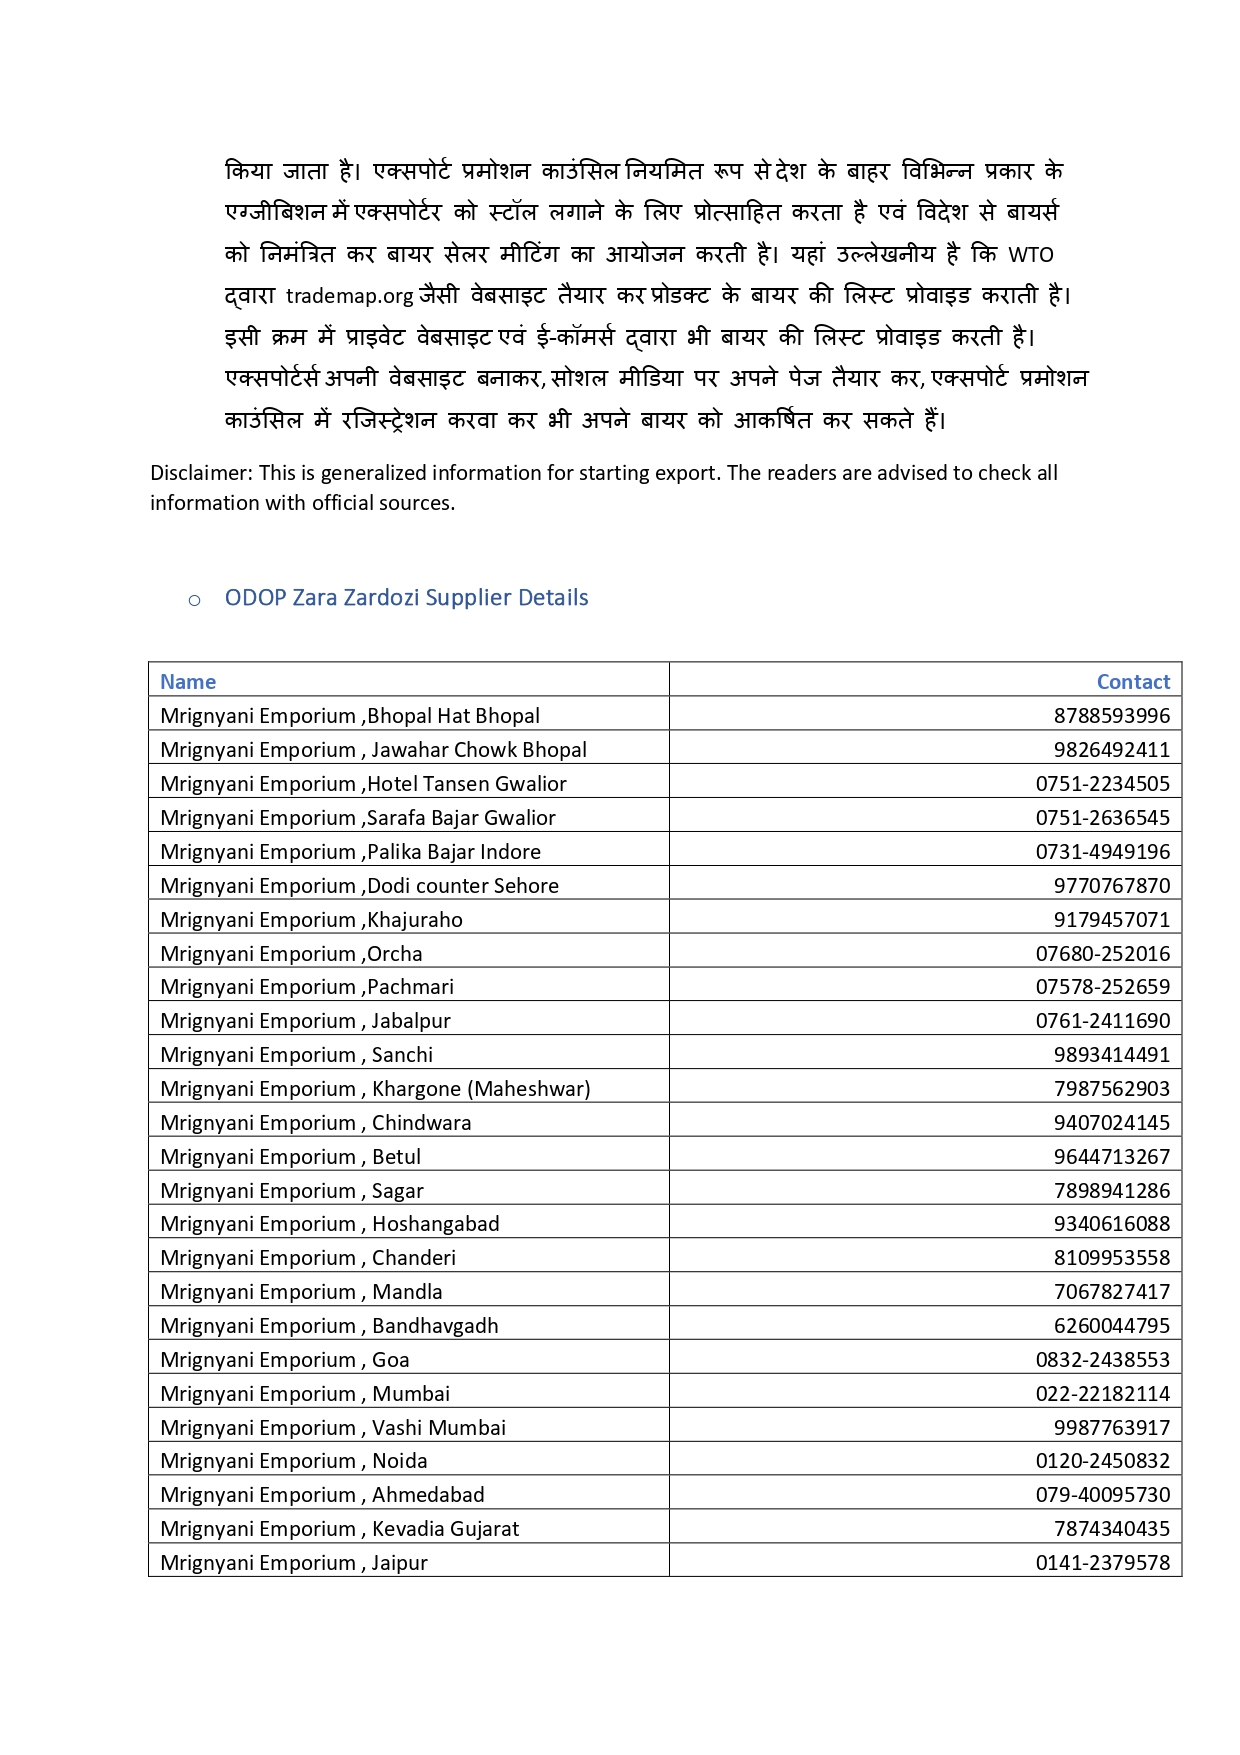 किया जाता है। एक्सपोर्ट प्रमोशन काउंसिल नियमित रूप से देश के बाहर विभिन्न प्रकार के
एग्जीबिशन में एक्सपोर्टर को स्टॉल लगाने के लिए प्रोत्साहित करता है एवं विदेश से बायर्स
को निमंत्रित कर बायर सेलर मीटिंग का आयोजन करती है। यहां उल्लेखनीय है कि WTO
द्वारा trademap.org जैसी वेबसाइट तैयार कर प्रोडक्ट के बायर की लिस्ट प्रोवाइड कराती है।
इसी क्रम में प्राइवेट वेबसाइट एवं ई-कॉमर्स द्वारा भी बायर की लिस्ट प्रोवाइड करती है।
एक्सपोर्टर्स अपनी वेबसाइट बनाकर, सोशल मीडिया पर अपने पेज तैयार कर, एक्सपोर्ट प्रमोशन
काउंसिल में रजिस्ट्रेशन करवा कर भी अपने बायर को आकर्षित कर सकते हैं।
Disclaimer: This is generalized information for starting export. The readers are advised to check all
information with official sources.
○ ODOP Zara Zardozi Supplier Details
Name Contact
Mrignyani Emporium ,Bhopal Hat Bhopal 8788593996
Mrignyani Emporium , Jawahar Chowk Bhopal 9826492411
Mrignyani Emporium ,Hotel Tansen Gwalior 0751-2234505
Mrignyani Emporium ,Sarafa Bajar Gwalior 0751-2636545
Mrignyani Emporium ,Palika Bajar Indore 0731-4949196
Mrignyani Emporium ,Dodi counter Sehore 9770767870
Mrignyani Emporium ,Khajuraho 9179457071
Mrignyani Emporium ,Orcha 07680-252016
Mrignyani Emporium ,Pachmari 07578-252659
Mrignyani Emporium , Jabalpur 0761-2411690
Mrignyani Emporium , Sanchi 9893414491
Mrignyani Emporium , Khargone (Maheshwar) 7987562903
Mrignyani Emporium , Chindwara 9407024145
Mrignyani Emporium , Betul 9644713267
Mrignyani Emporium , Sagar 7898941286
Mrignyani Emporium , Hoshangabad 9340616088
Mrignyani Emporium , Chanderi 8109953558
Mrignyani Emporium , Mandla 7067827417
Mrignyani Emporium , Bandhavgadh 6260044795
Mrignyani Emporium , Goa 0832-2438553
Mrignyani Emporium , Mumbai 022-22182114
Mrignyani Emporium , Vashi Mumbai 9987763917
Mrignyani Emporium , Noida 0120-2450832
Mrignyani Emporium , Ahmedabad 079-40095730
Mrignyani Emporium , Kevadia Gujarat 7874340435
Mrignyani Emporium , Jaipur 0141-2379578